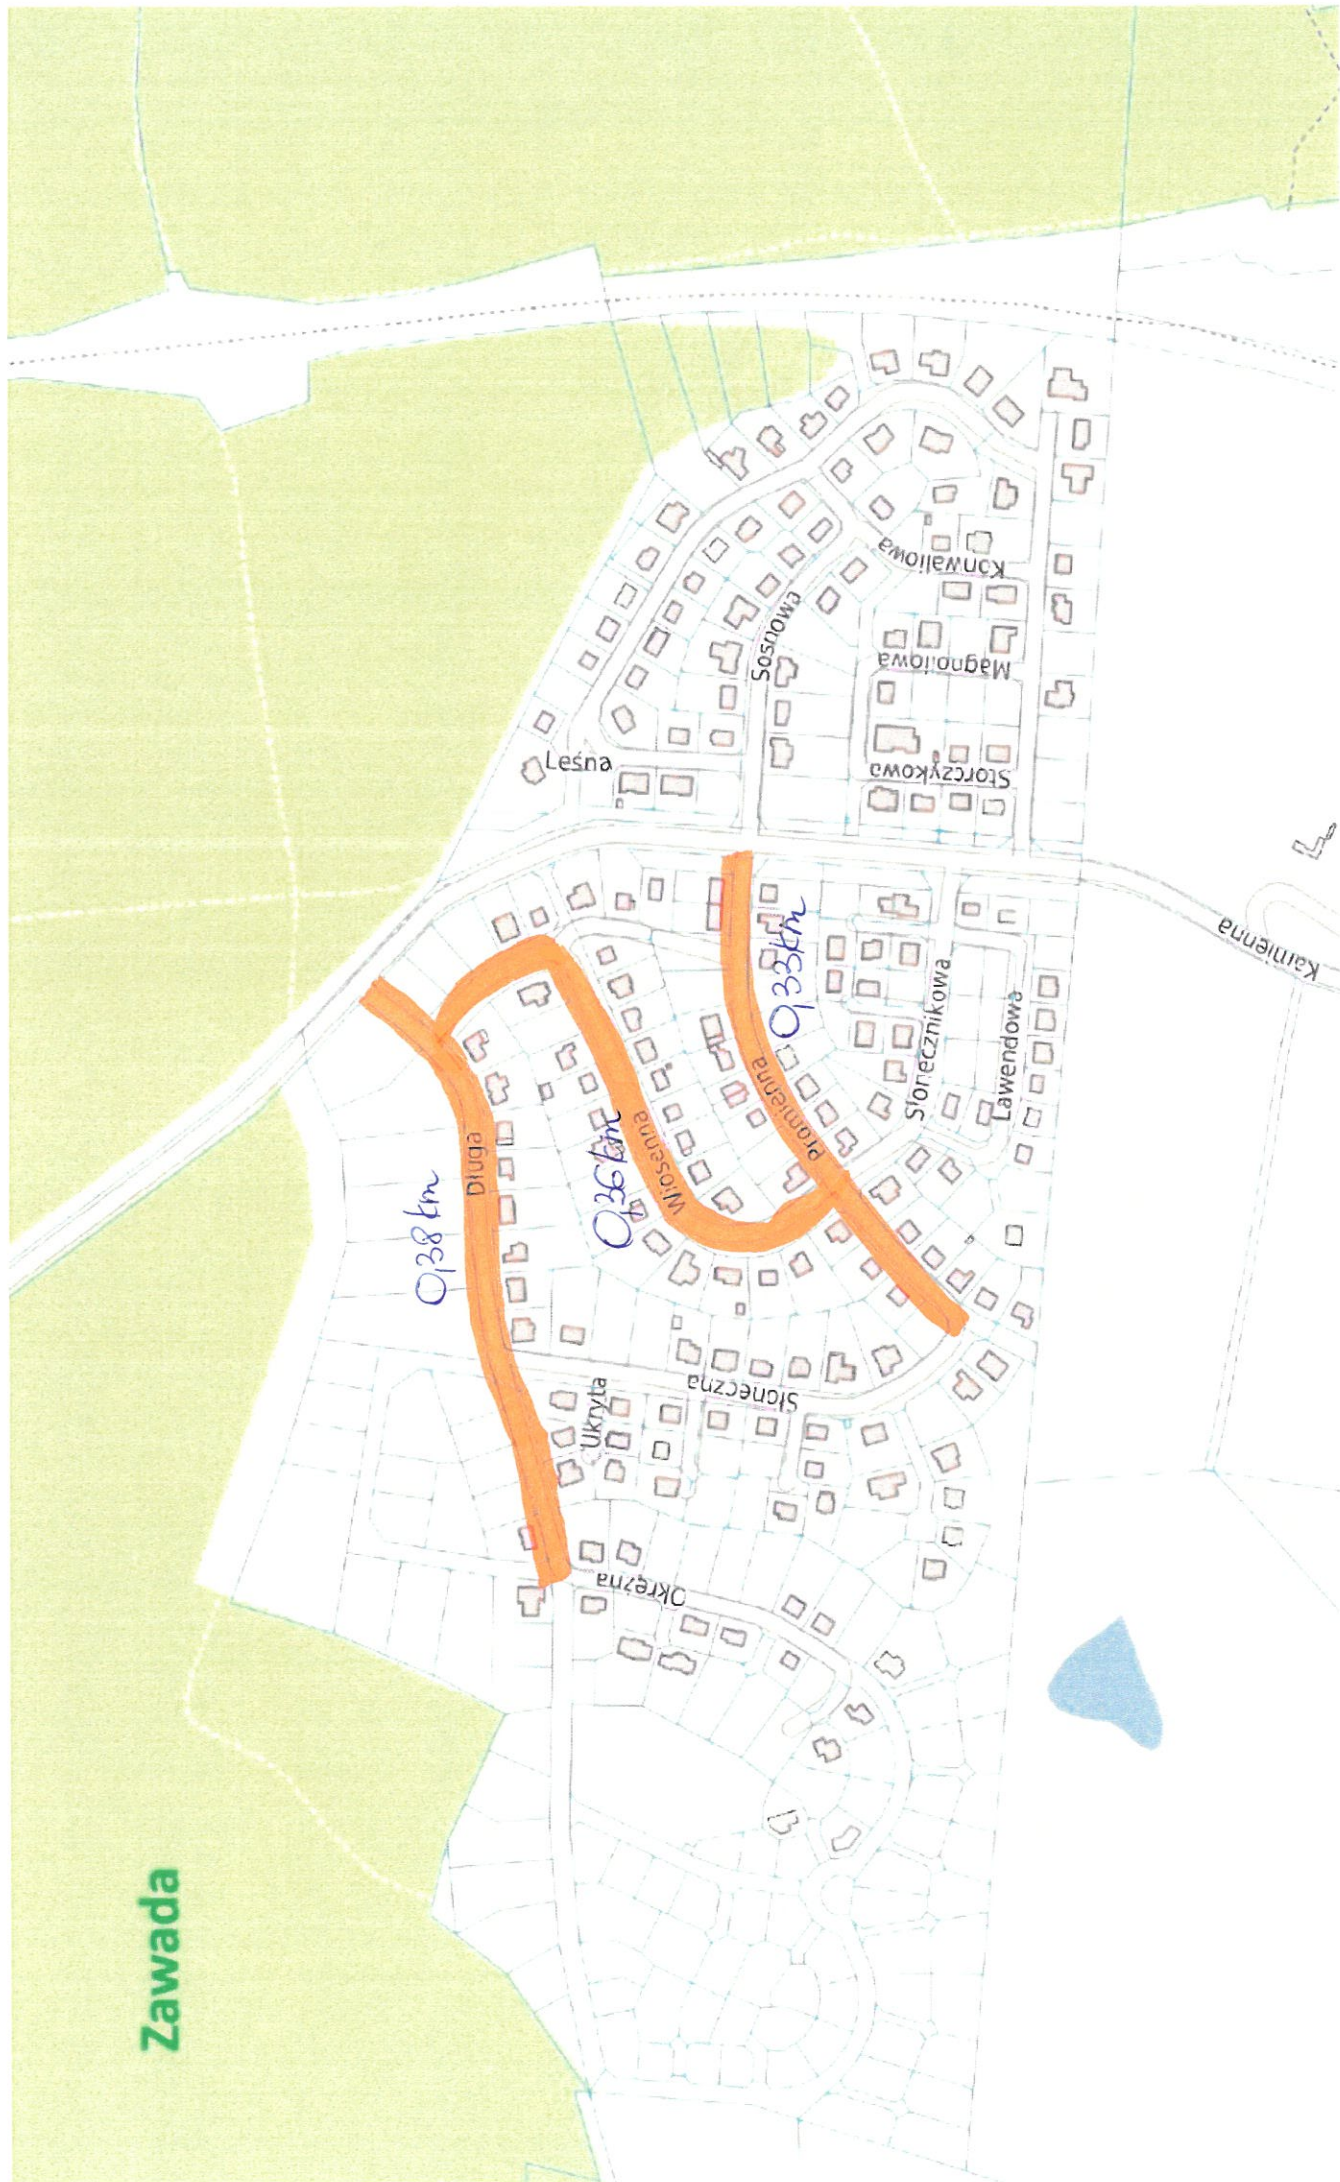 Zawada
Długa
0,38 km
Wiosenna
0,36 km
Promienna
0,33 km
Leśna
Sosnowa
Konwaliowa
Magnoliowa
Storczykowa
Kamienna
Słonecznikowa
Lawendowa
Słoneczna
Ukryta
Okrężna